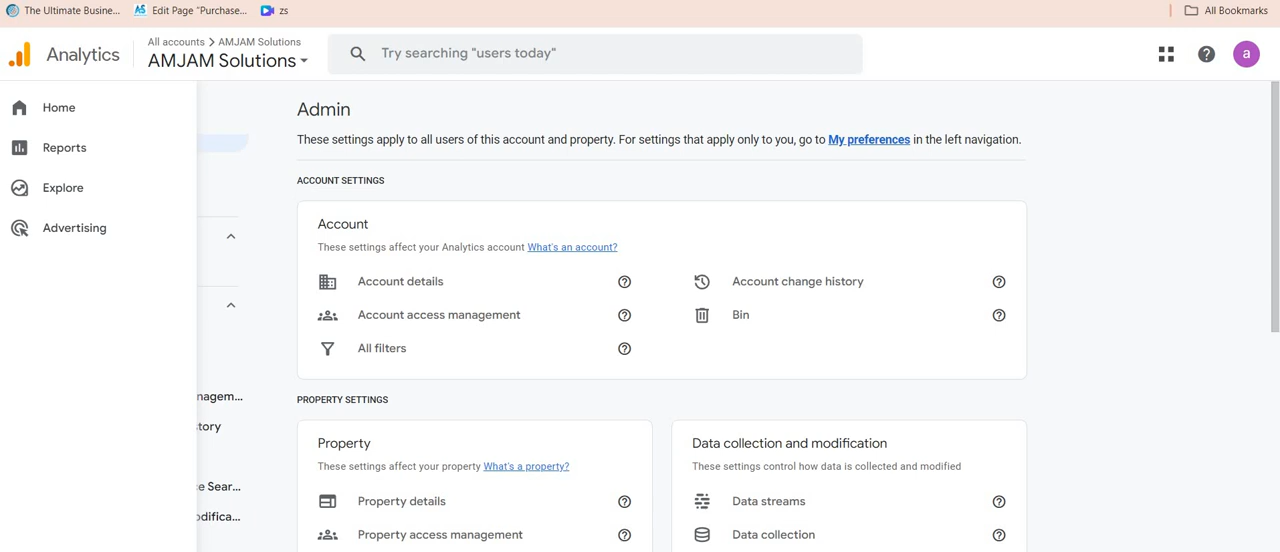 The Ultimate Busine... Edit Page "Purchase... zs All Bookmarks
Analytics
All accounts > AMJAM Solutions
AMJAM Solutions
Try searching "users today"
a
Home
Reports
Explore
Advertising
nagem...
tory
ce Sear...
odifica...
Admin
These settings apply to all users of this account and property. For settings that apply only to you, go to My preferences in the left navigation.
ACCOUNT SETTINGS
Account
These settings affect your Analytics account What's an account?
Account details
Account change history
Account access management
Bin
All filters
PROPERTY SETTINGS
Property
These settings affect your property What's a property?
Property details
Property access management
Data collection and modification
These settings control how data is collected and modified
Data streams
Data collection